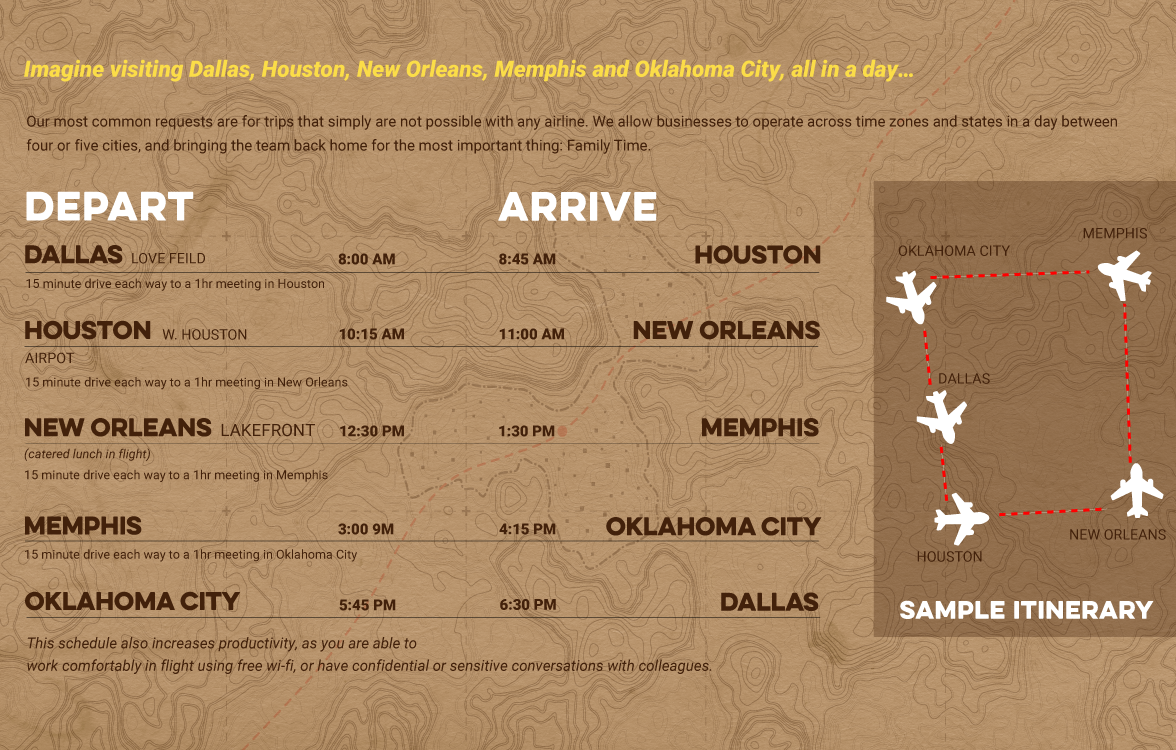 Imagine visiting Dallas, Houston, New Orleans, Memphis and Oklahoma City, all in a day...
Our most common requests are for trips that simply are not possible with any airline. We allow businesses to operate across time zones and states in a day between
four or five cities, and bringing the team back home for the most important thing: Family Time.
DEPART ARRIVE
DALLAS LOVE FEILD 8:00 AM 8:45 AM HOUSTON
15 minute drive each way to a 1hr meeting in Houston
HOUSTON W. HOUSTON 10:15 AM 11:00 AM NEW ORLEANS
AIRPOT
15 minute drive each way to a 1hr meeting in New Orleans
NEW ORLEANS LAKEFRONT 12:30 PM 1:30 PM MEMPHIS
(catered lunch in flight)
15 minute drive each way to a 1hr meeting in Memphis
MEMPHIS 3:00 9M 4:15 PM OKLAHOMA CITY
15 minute drive each way to a 1hr meeting in Oklahoma City
OKLAHOMA CITY 5:45 PM 6:30 PM DALLAS
This schedule also increases productivity, as you are able to
work comfortably in flight using free wi-fi, or have confidential or sensitive conversations with colleagues.
MEMPHIS
OKLAHOMA CITY
DALLAS
NEW ORLEANS
HOUSTON
SAMPLE ITINERARY